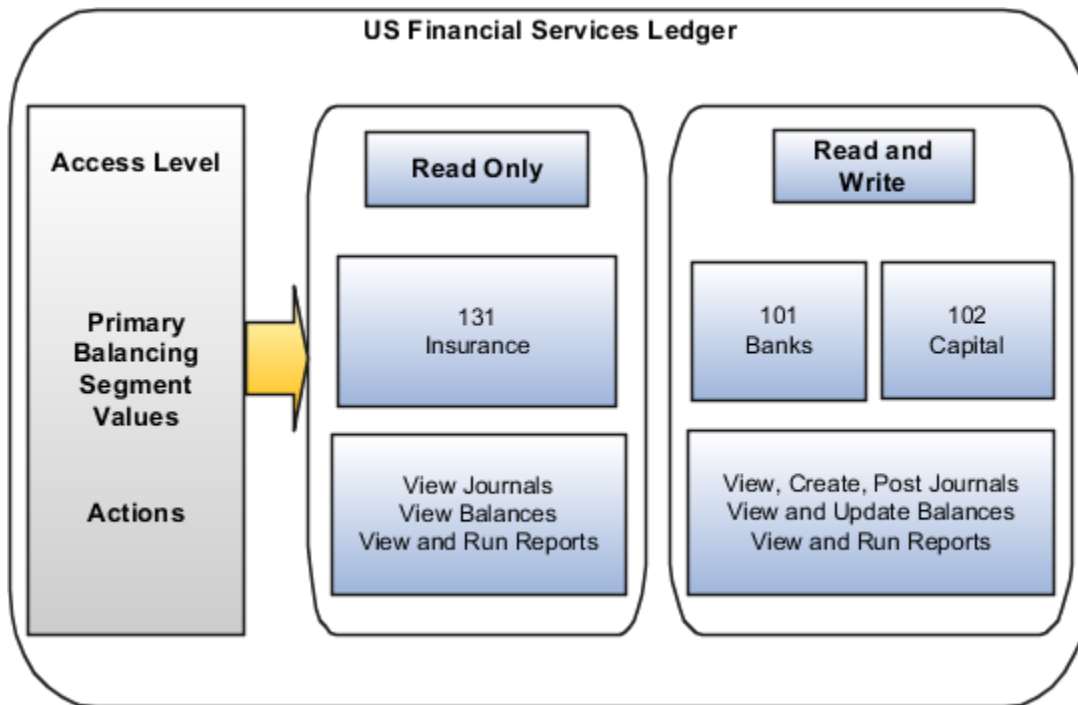 US Financial Services Ledger
Access Level
Primary
Balancing
Segment
Values
Actions
Read Only
131
Insurance
View Journals
View Balances
View and Run Reports
Read and
Write
101
Banks
102
Capital
View, Create, Post Journals
View and Update Balances
View and Run Reports